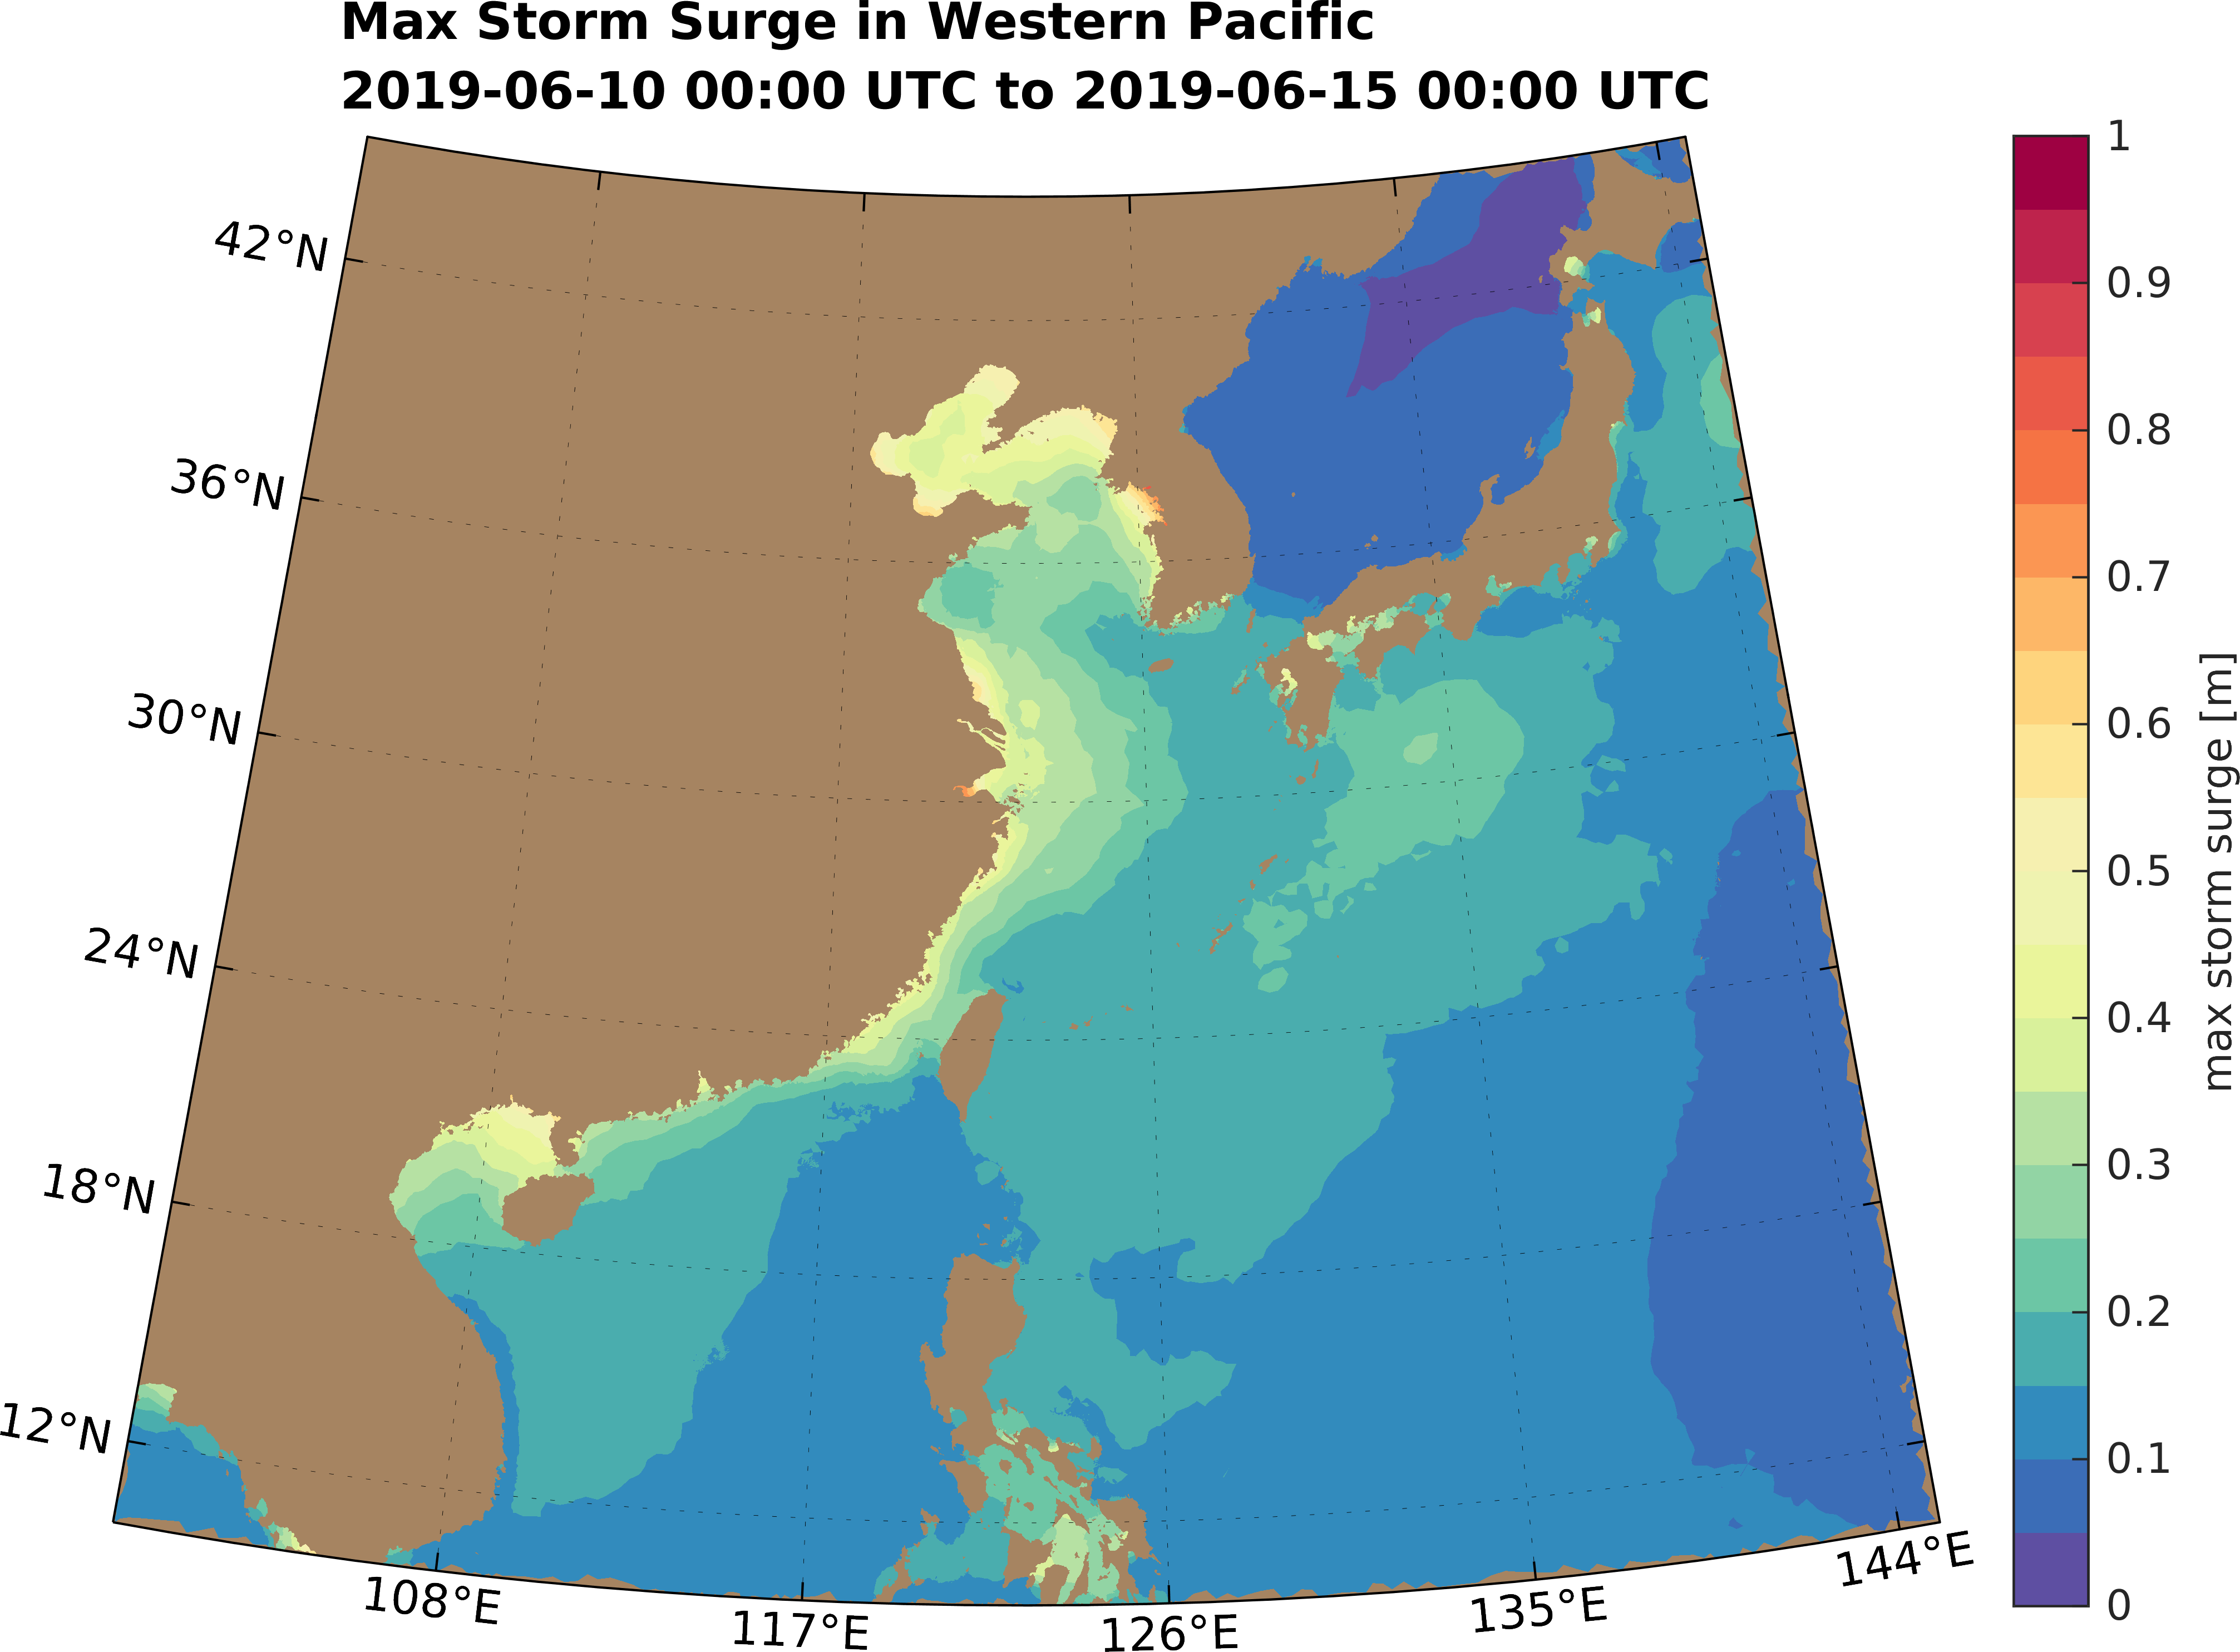 Max Storm Surge in Western Pacific
2019-06-10 00:00 UTC to 2019-06-15 00:00 UTC
42°N
36°N
30°N
24°N
18°N
12°N
108°E
117°E
126°E
135°E
144°E
1
0.9
0.8
0.7
0.6
0.5
0.4
0.3
0.2
0.1
0
max storm surge [m]